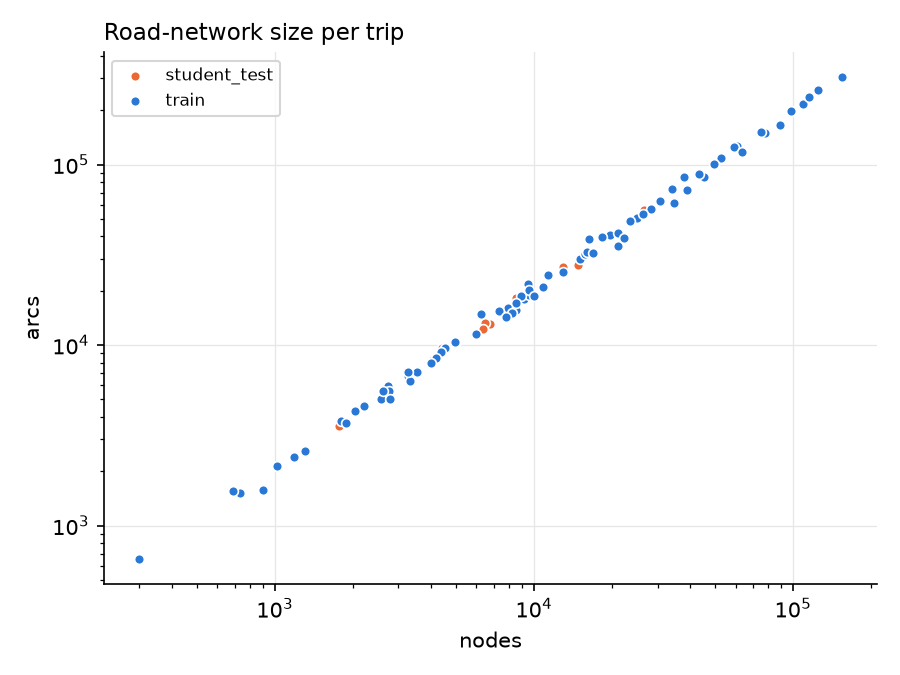 Road-network size per trip
student_test
train
10^5
10^4
10^3
arcs
10^3
10^4
10^5
nodes